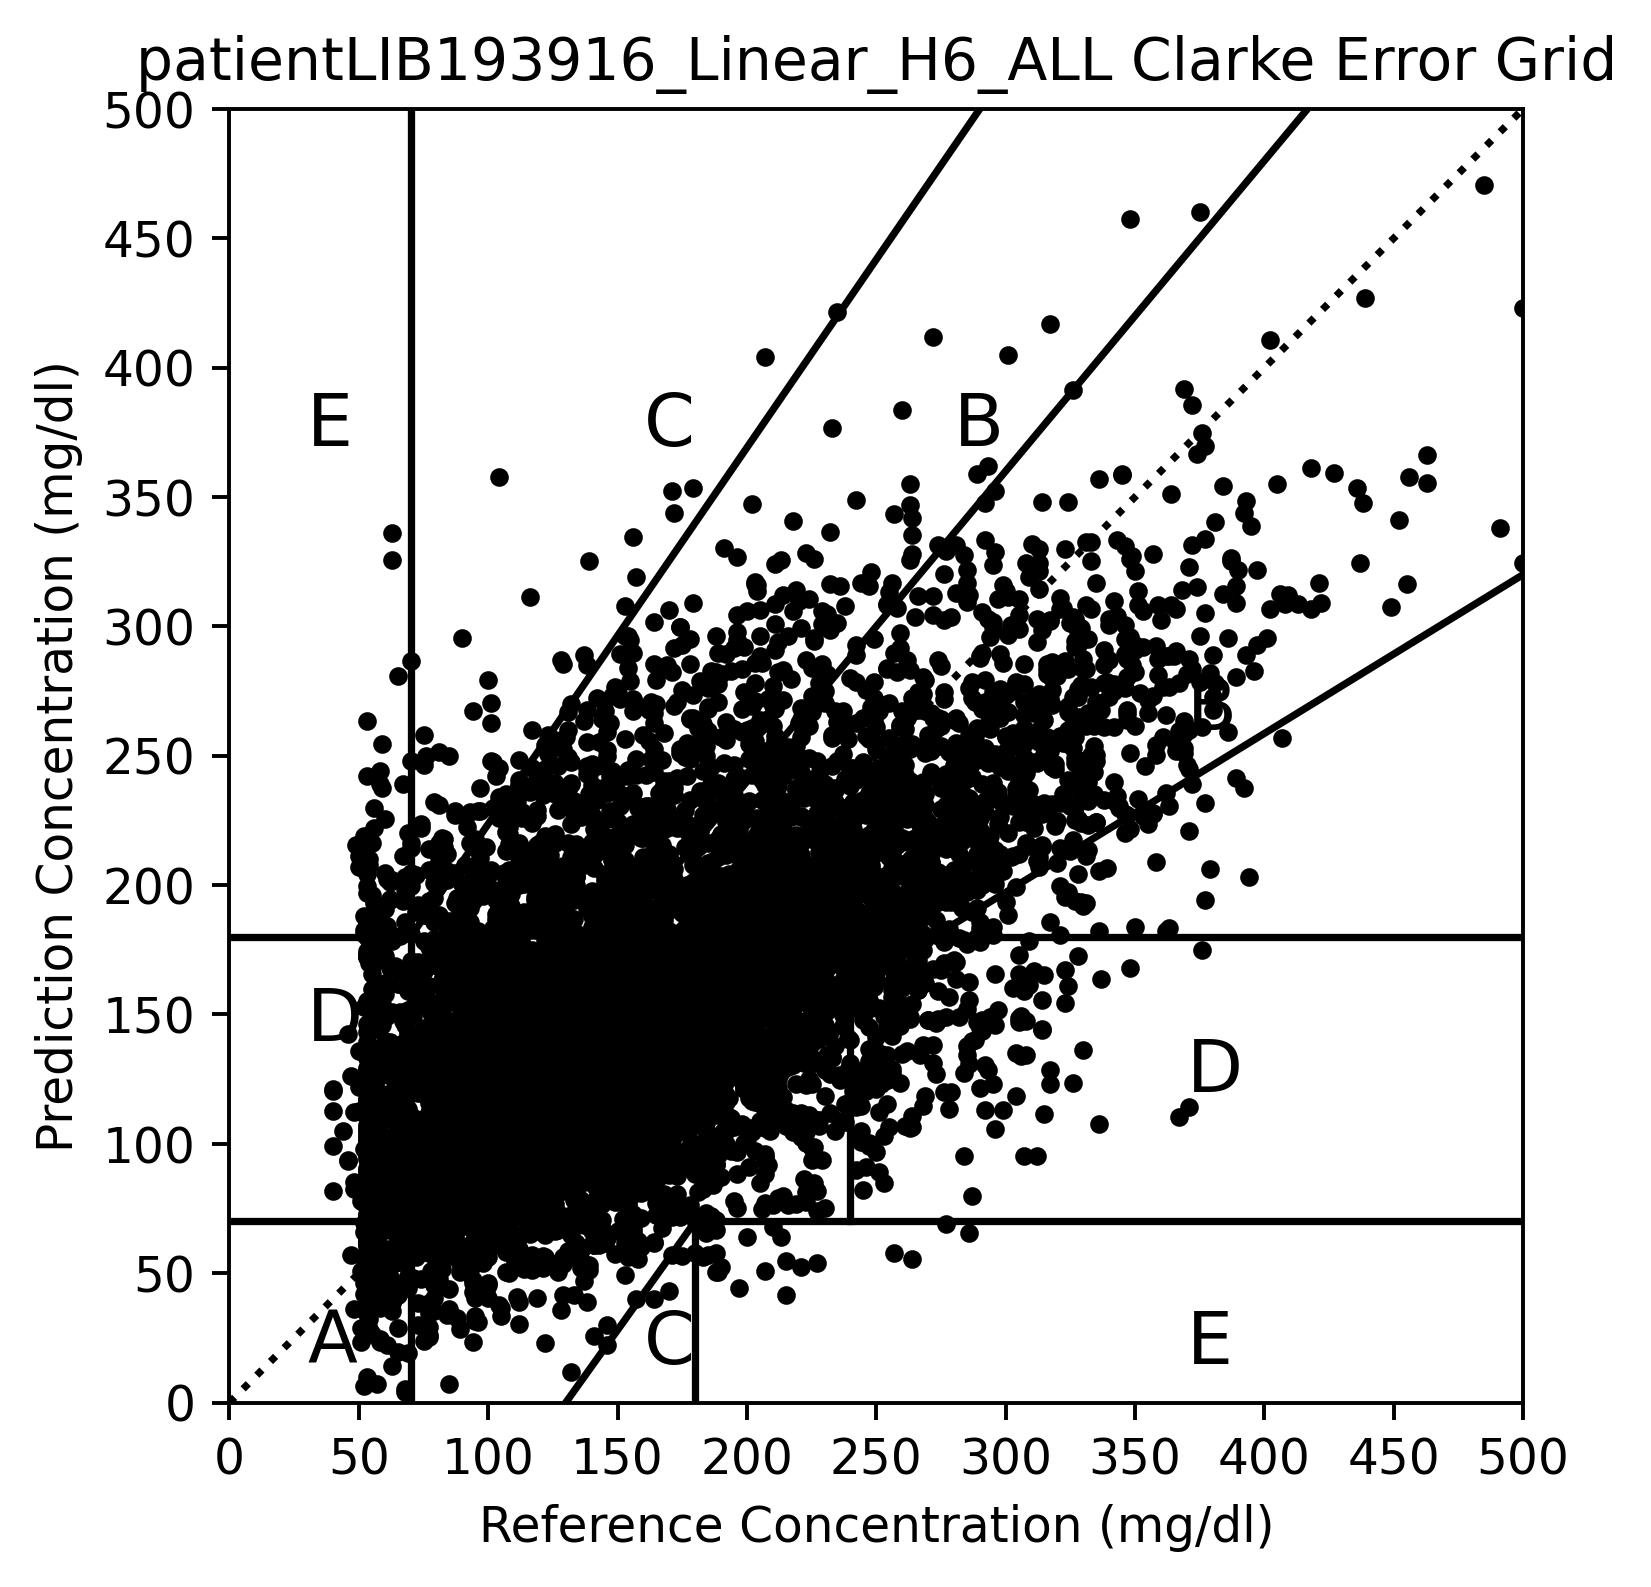 patientLIB193916_Linear_H6_ALL Clarke Error Grid
Prediction Concentration (mg/dl)
500
450
400
350
300
250
200
150
100
50
0
E
C
B
D
D
A
C
E
0 50 100 150 200 250 300 350 400 450 500
Reference Concentration (mg/dl)